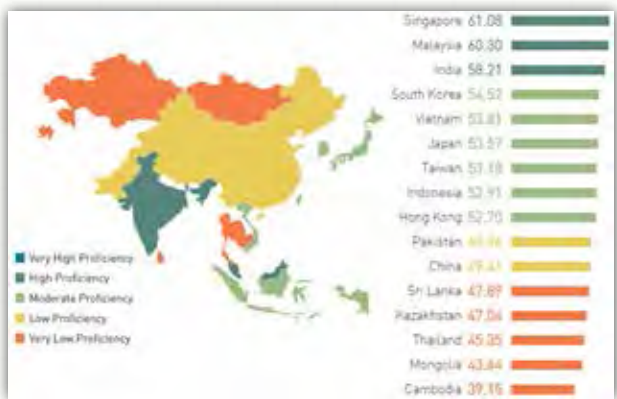 Singapore 61.08
Malaysia 60.30
India 58.21
South Korea 54.52
Vietnam 53.81
Japan 53.57
Taiwan 53.18
Indonesia 52.91
Hong Kong 52.70
Pakistan
China 49.41
Sri Lanka 47.89
Kazakhstan 47.04
Thailand 45.35
Mongolia 43.84
Cambodia 39.15
Very High Proficiency
High Proficiency
Moderate Proficiency
Low Proficiency
Very Low Proficiency